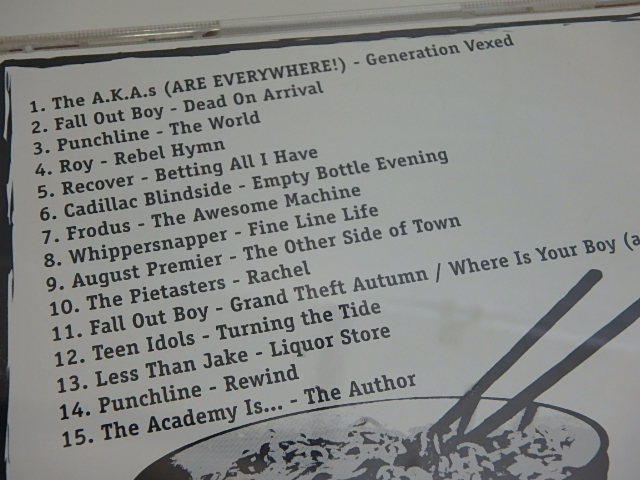 1. The A.K.A.s (ARE EVERYWHERE!) - Generation Vexed
2. Fall Out Boy - Dead On Arrival
3. Punchline - The World
4. Roy - Rebel Hymn
5. Recover - Betting All I Have
6. Cadillac Blindside - Empty Bottle Evening
7. Frodus - The Awesome Machine
8. Whippersnapper - Fine Line Life
9. August Premier - The Other Side of Town
10. The Pietasters - Rachel
11. Fall Out Boy - Grand Theft Autumn / Where Is Your Boy (a
12. Teen Idols - Turning the Tide
13. Less Than Jake - Liquor Store
14. Punchline - Rewind
15. The Academy Is... - The Author